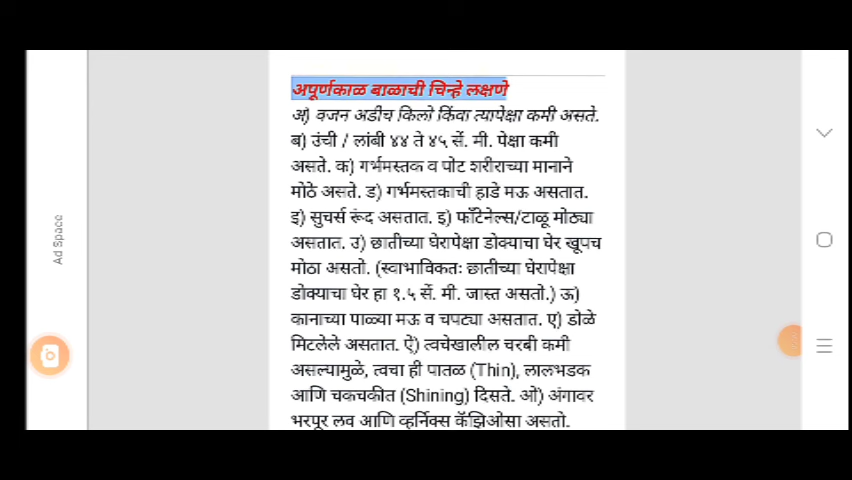 अपूर्णकाळ बाळाची चिन्हे लक्षणे
अ) वजन अडीच किलो किंवा त्यापेक्षा कमी असते.
ब) उंची / लांबी ४४ ते ४५ सें. मी. पेक्षा कमी
असते. क) गर्भमस्तक व पोट शरीराच्या मानाने
मोठे असते. ड) गर्भमस्तकाची हाडे मऊ असतात.
इ) सुचर्स रूंद असतात. इ) फाँटेनेल्स/टाळू मोठ्या
असतात. उ) छातीच्या घेरापेक्षा डोक्याचा घेर खूपच
मोठा असतो. (स्वाभाविकतः छातीच्या घेरापेक्षा
डोक्याचा घेर हा १.५ सें. मी. जास्त असतो.) ऊ)
कानाच्या पाळ्या मऊ व चपट्या असतात. ए) डोळे
मिटलेले असतात. ऐ) त्वचेखालील चरबी कमी
असल्यामुळे, त्वचा ही पातळ (Thin), लालभडक
आणि चकचकीत (Shining) दिसते. ओ) अंगावर
भरपूर लव आणि व्हर्निक्स कॅझिओसा असतो.
Ad Space